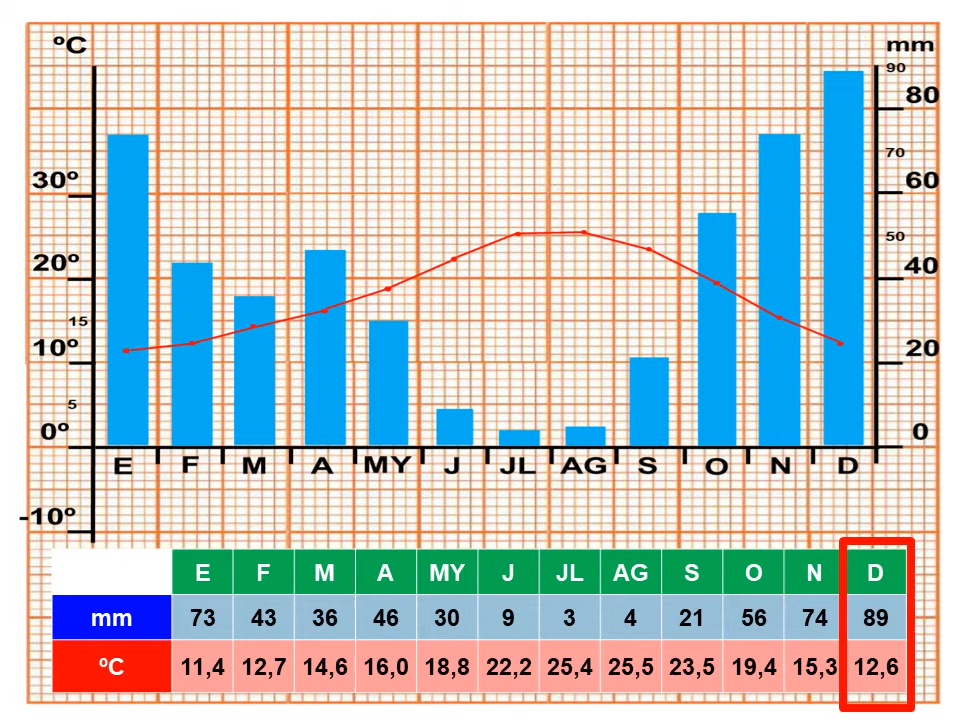 ºC mm
90
80
70
30º 60
50
20º 40
15
10º 20
5
0º 0
E F M A MY J JL AG S O N D
-10º
E F M A MY J JL AG S O N D
mm 73 43 36 46 30 9 3 4 21 56 74 89
ºC 11,4 12,7 14,6 16,0 18,8 22,2 25,4 25,5 23,5 19,4 15,3 12,6